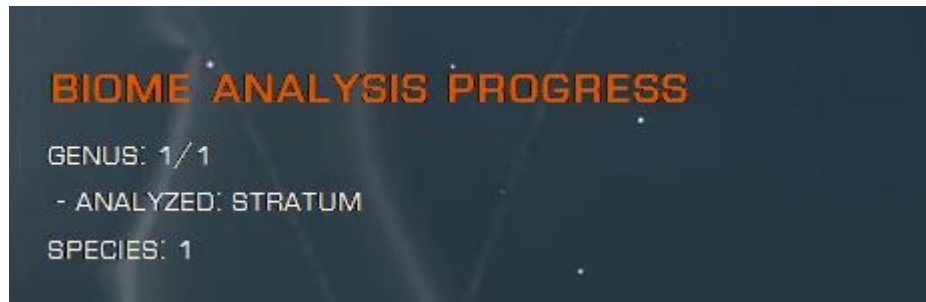 BIOME ANALYSIS PROGRESS
GENUS: 1/1
- ANALYZED: STRATUM
SPECIES: 1